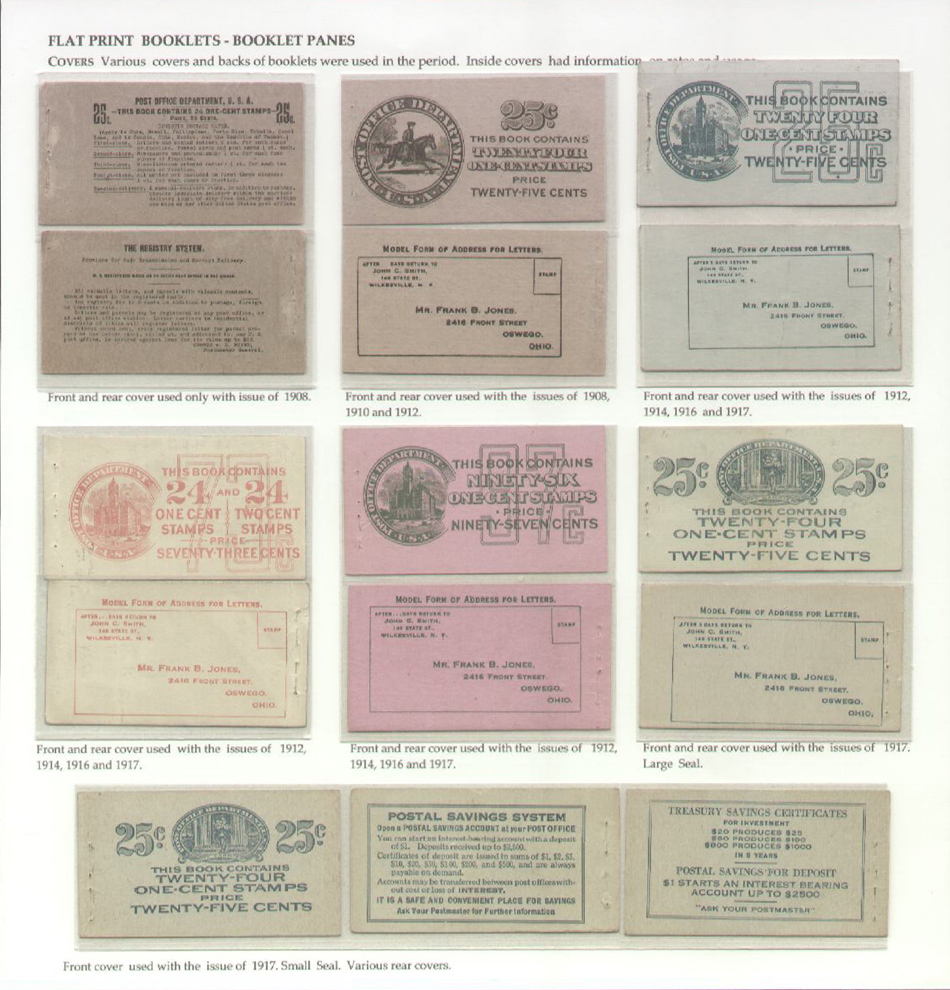 FLAT PRINT BOOKLETS - BOOKLET PANES
COVERS Various covers and backs of booklets were used in the period. Inside covers had information on rates and usage.
POST OFFICE DEPARTMENT, U. S. A.
25c. —THIS BOOK CONTAINS 24 ONE-CENT STAMPS— 25c.
Price, 25 Cents.
THE REGISTRY SYSTEM.
Provides for Safe Transmission and Correct Delivery.
Front and rear cover used only with issue of 1908.
POST OFFICE DEPARTMENT U.S.A.
25c
THIS BOOK CONTAINS
TWENTY FOUR
ONE-CENT STAMPS
PRICE
TWENTY-FIVE CENTS
MODEL FORM OF ADDRESS FOR LETTERS.
AFTER DAYS RETURN TO
JOHN C. SMITH,
146 STATE ST.,
WILKESVILLE, N. Y.
STAMP
MR. FRANK B. JONES,
2416 FRONT STREET
OSWEGO,
OHIO.
Front and rear cover used with the issues of 1908,
1910 and 1912.
THIS BOOK CONTAINS
TWENTY FOUR
ONE CENT STAMPS
· PRICE ·
TWENTY-FIVE CENTS
25c
MODEL FORM OF ADDRESS FOR LETTERS.
AFTER 5 DAYS RETURN TO
JOHN C. SMITH,
146 STATE ST.,
WILKESVILLE, N. Y.
STAMP
MR. FRANK B. JONES,
2416 FRONT STREET
OSWEGO,
OHIO.
Front and rear cover used with the issues of 1912,
1914, 1916 and 1917.
OFFICE DEPARTMENT U.S.A.
THIS BOOK CONTAINS
24 AND 24
ONE CENT TWO CENT
STAMPS STAMPS
—PRICE—
SEVENTY-THREE CENTS
73c
MODEL FORM OF ADDRESS FOR LETTERS.
AFTER....DAYS RETURN TO
JOHN C. SMITH,
146 STATE ST.,
WILKESVILLE, N. Y.
STAMP
MR. FRANK B. JONES,
2416 FRONT STREET,
OSWEGO,
OHIO.
Front and rear cover used with the issues of 1912,
1914, 1916 and 1917.
POST OFFICE DEPARTMENT U.S.A.
THIS BOOK CONTAINS
NINETY-SIX
ONE CENT STAMPS
· PRICE ·
NINETY-SEVEN CENTS
97c
MODEL FORM OF ADDRESS FOR LETTERS.
AFTER....DAYS RETURN TO
JOHN C. SMITH,
146 STATE ST.,
WILKESVILLE, N. Y.
STAMP
MR. FRANK B. JONES,
2416 FRONT STREET.
OSWEGO,
OHIO.
Front and rear cover used with the issues of 1912,
1914, 1916 and 1917.
25c 25c
THIS BOOK CONTAINS
TWENTY-FOUR
ONE-CENT STAMPS
PRICE
TWENTY-FIVE CENTS
MODEL FORM OF ADDRESS FOR LETTERS.
AFTER 5 DAYS RETURN TO
JOHN C. SMITH,
146 STATE ST.,
WILKESVILLE, N. Y.
STAMP
MR. FRANK B. JONES,
2416 FRONT STREET,
OSWEGO,
OHIO,
Front and rear cover used with the issues of 1917.
Large Seal.
25c 25c
THIS BOOK CONTAINS
TWENTY-FOUR
ONE-CENT STAMPS
PRICE
TWENTY-FIVE CENTS
POSTAL SAVINGS SYSTEM
Open a POSTAL SAVINGS ACCOUNT at your POST OFFICE
You can start an interest-bearing account with a deposit
of $1. Deposits received up to $2,500.
Certificates of deposit are issued in sums of $1, $2, $5,
$10, $20, $50, $100, $200, and $500, and are always
payable on demand.
Accounts may be transferred between post offices with-
out cost or loss of INTEREST.
IT IS A SAFE AND CONVENIENT PLACE FOR SAVINGS
Ask Your Postmaster for Further Information
TREASURY SAVINGS CERTIFICATES
FOR INVESTMENT
$20 PRODUCES $25
$80 PRODUCES $100
$800 PRODUCES $1000
IN 5 YEARS
POSTAL SAVINGS FOR DEPOSIT
$1 STARTS AN INTEREST BEARING
ACCOUNT UP TO $2500
"ASK YOUR POSTMASTER"
Front cover used with the issue of 1917. Small Seal. Various rear covers.